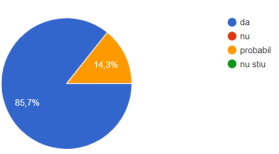 da
nu
probabil
nu stiu
14,3%
85,7%